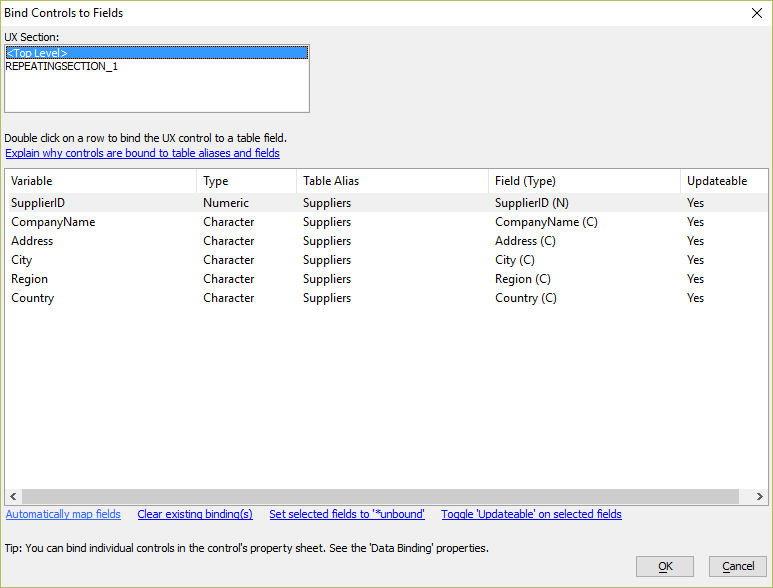 Bind Controls to Fields
UX Section:
<Top Level>
REPEATINGSECTION_1
Double click on a row to bind the UX control to a table field.
Explain why controls are bound to table aliases and fields
Variable Type Table Alias Field (Type) Updateable
SupplierID Numeric Suppliers SupplierID (N) Yes
CompanyName Character Suppliers CompanyName (C) Yes
Address Character Suppliers Address (C) Yes
City Character Suppliers City (C) Yes
Region Character Suppliers Region (C) Yes
Country Character Suppliers Country (C) Yes
Automatically map fields Clear existing binding(s) Set selected fields to '*unbound' Toggle 'Updateable' on selected fields
Tip: You can bind individual controls in the control's property sheet. See the 'Data Binding' properties.
OK Cancel